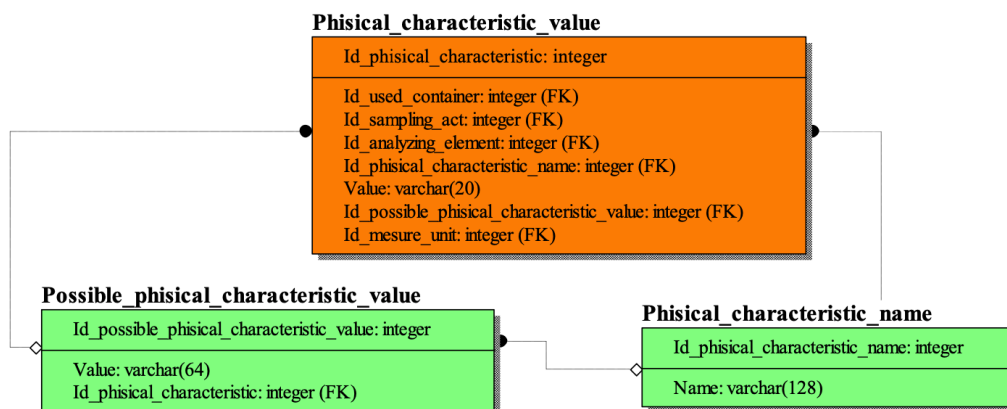 Phisical_characteristic_value
Id_phisical_characteristic: integer
Id_used_container: integer (FK)
Id_sampling_act: integer (FK)
Id_analyzing_element: integer (FK)
Id_phisical_characteristic_name: integer (FK)
Value: varchar(20)
Id_possible_phisical_characteristic_value: integer (FK)
Id_mesure_unit: integer (FK)
Possible_phisical_characteristic_value
Id_possible_phisical_characteristic_value: integer
Value: varchar(64)
Id_phisical_characteristic: integer (FK)
Phisical_characteristic_name
Id_phisical_characteristic_name: integer
Name: varchar(128)